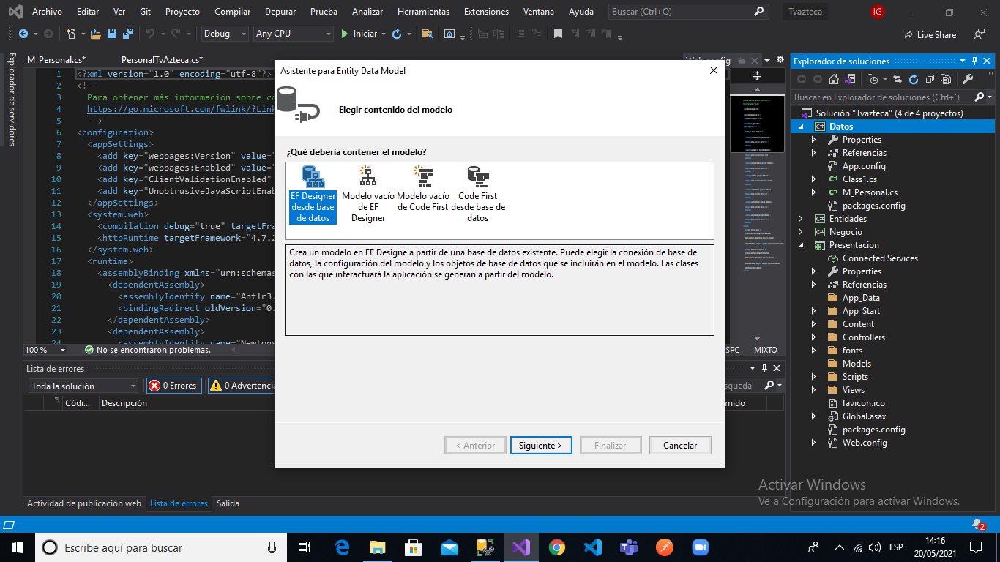 Archivo Editar Ver Git Proyecto Compilar Depurar Prueba Analizar Herramientas Extensiones Ventana Ayuda Buscar (Ctrl+Q) Tvazteca IG
Debug Any CPU Iniciar Live Share
Explorador de servidores
M_Personal.cs* PersonalTvAzteca.cs* Web.config
1 <?xml version="1.0" encoding="utf-8"?>
2 <!--
3 Para obtener más información sobre
4 https://go.microsoft.com/fwlink/?Link
5 -->
6 <configuration>
7 <appSettings>
8 <add key="webpages:Version" value="
9 <add key="webpages:Enabled" value="
10 <add key="ClientValidationEnabled"
11 <add key="UnobtrusiveJavaScriptEnab
12 </appSettings>
13 <system.web>
14 <compilation debug="true" targetFra
15 <httpRuntime targetFramework="4.7.2
16 </system.web>
17 <runtime>
18 <assemblyBinding xmlns="urn:schemas
19 <dependentAssembly>
20 <assemblyIdentity name="Antlr3.
21 <bindingRedirect oldVersion="0.
22 </dependentAssembly>
23 <dependentAssembly>
24 <assemblyIdentity name="Newtons
100 % No se encontraron problemas. SPC MIXTO
Asistente para Entity Data Model
Elegir contenido del modelo
¿Qué debería contener el modelo?
EF Designer desde base de datos
Modelo vacío de EF Designer
Modelo vacío de Code First
Code First desde base de datos
Crea un modelo en EF Designe a partir de una base de datos existente. Puede elegir la conexión de base de
datos, la configuración del modelo y los objetos de base de datos que se incluirán en el modelo. Las clases
con las que interactuará la aplicación se generan a partir del modelo.
< Anterior Siguiente > Finalizar Cancelar
Lista de errores
Toda la solución 0 Errores 0 Advertencia squeda
Códi... Descripción mido
Actividad de publicación web Lista de errores Salida
Explorador de soluciones
Buscar en Explorador de soluciones (Ctrl+´)
Solución "Tvazteca" (4 de 4 proyectos)
C# Datos
Properties
Referencias
App.config
C# Class1.cs
C# M_Personal.cs
packages.config
C# Entidades
C# Negocio
Presentacion
Connected Services
Properties
Referencias
App_Data
App_Start
Content
Controllers
fonts
Models
Scripts
Views
favicon.ico
Global.asax
packages.config
Web.config
Activar Windows
Ve a Configuración para activar Windows.
2
Escribe aquí para buscar
ESP
14:16
20/05/2021